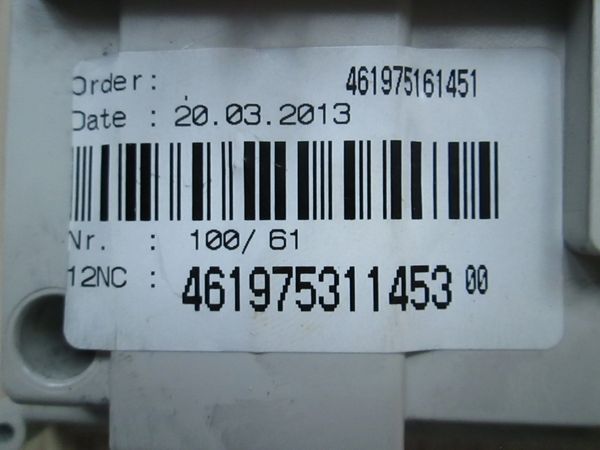 Order: 461975161451
Date : 20.03.2013
Nr. : 100/ 61
12NC : 461975311453 00